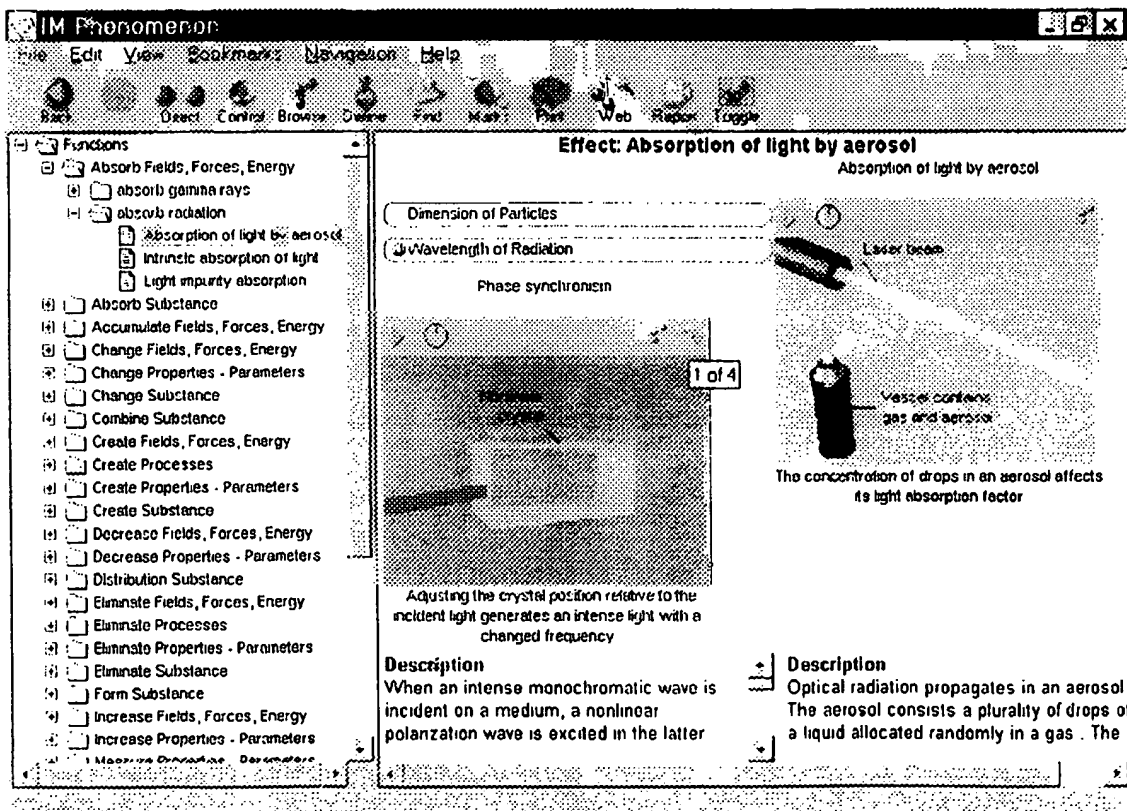 IM Phenomenon
File Edit View Bookmarks Navigation Help
Back Direct Control Browse Define Find Marks Print Web Report Toggle
Functions
Absorb Fields, Forces, Energy
absorb gamma rays
absorb radiation
Absorption of light by aerosol
Intrinsic absorption of light
Light impurity absorption
Absorb Substance
Accumulate Fields, Forces, Energy
Change Fields, Forces, Energy
Change Properties - Parameters
Change Substance
Combine Substance
Create Fields, Forces, Energy
Create Processes
Create Properties - Parameters
Create Substance
Decrease Fields, Forces, Energy
Decrease Properties - Parameters
Distribution Substance
Eliminate Fields, Forces, Energy
Eliminate Processes
Eliminate Properties - Parameters
Eliminate Substance
Form Substance
Increase Fields, Forces, Energy
Increase Properties - Parameters
Measure Properties - Parameters
Effect: Absorption of light by aerosol
Dimension of Particles
Wavelength of Radiation
Phase synchronism
crystal
1 of 4
Adjusting the crystal position relative to the
incident light generates an intense light with a
changed frequency
Description
When an intense monochromatic wave is
incident on a medium, a nonlinear
polarization wave is excited in the latter
Absorption of light by aerosol
Laser beam
Vessel contains
gas and aerosol
The concentration of drops in an aerosol affects
its light absorption factor
Description
Optical radiation propagates in an aerosol
The aerosol consists a plurality of drops of
a liquid allocated randomly in a gas . The